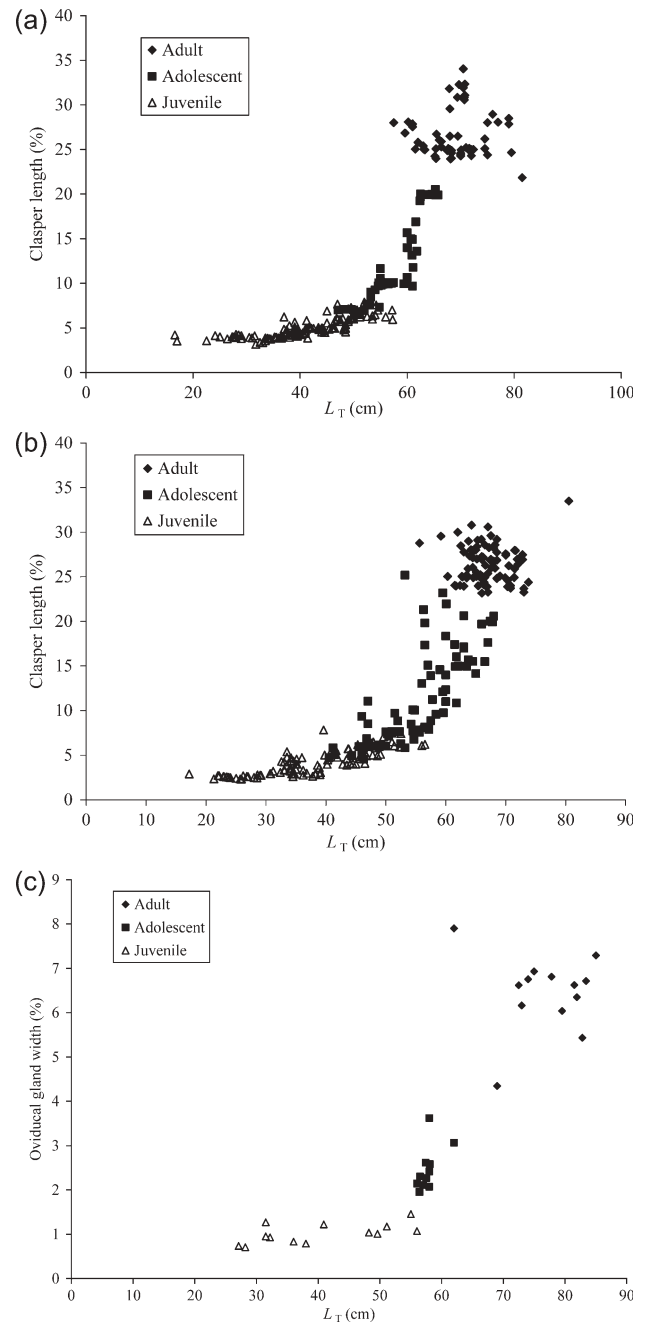 (a)
40
35
30
25
20
15
10
5
0
Clasper length (%)
Adult
Adolescent
Juvenile
0 20 40 60 80 100
L T (cm)
(b)
40
35
30
25
20
15
10
5
0
Clasper length (%)
Adult
Adolescent
Juvenile
0 10 20 30 40 50 60 70 80 90
L T (cm)
(c)
9
8
7
6
5
4
3
2
1
0
Oviducal gland width (%)
Adult
Adolescent
Juvenile
0 10 20 30 40 50 60 70 80 90
L T (cm)